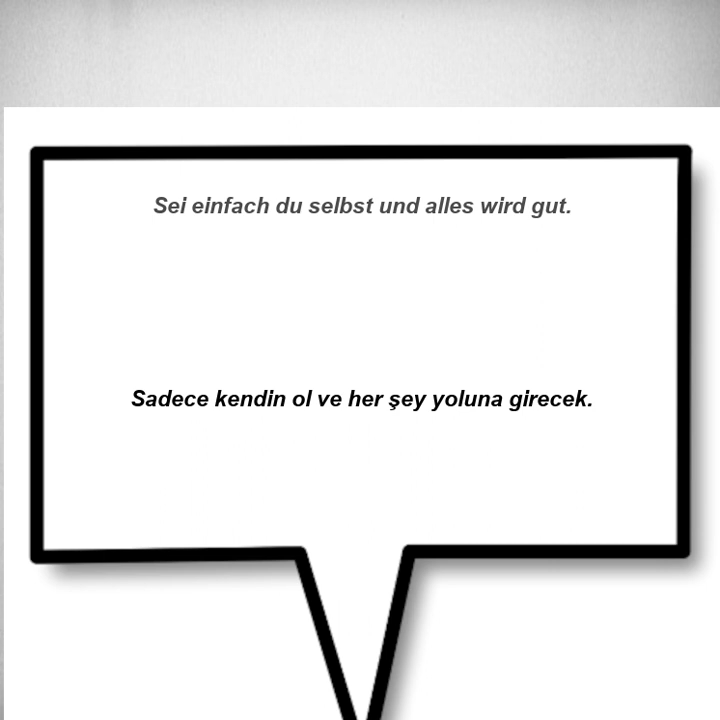 Sei einfach du selbst und alles wird gut.
Sadece kendin ol ve her şey yoluna girecek.